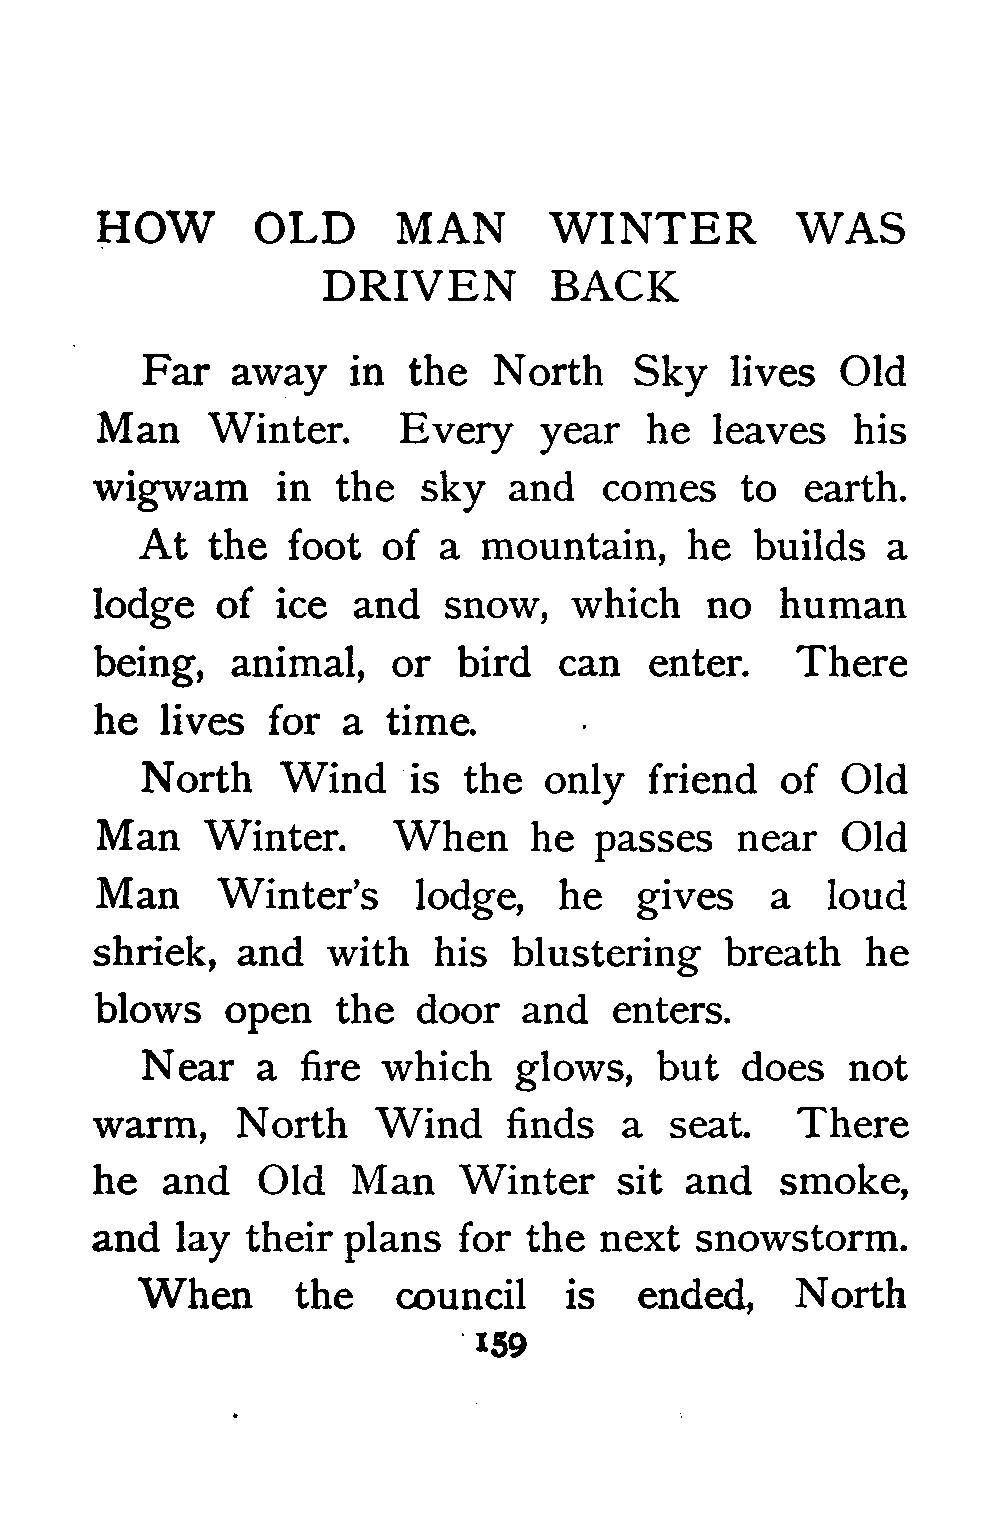 HOW OLD MAN WINTER WAS
DRIVEN BACK
Far away in the North Sky lives Old
Man Winter. Every year he leaves his
wigwam in the sky and comes to earth.
At the foot of a mountain, he builds a
lodge of ice and snow, which no human
being, animal, or bird can enter. There
he lives for a time.
North Wind is the only friend of Old
Man Winter. When he passes near Old
Man Winter's lodge, he gives a loud
shriek, and with his blustering breath he
blows open the door and enters.
Near a fire which glows, but does not
warm, North Wind finds a seat. There
he and Old Man Winter sit and smoke,
and lay their plans for the next snowstorm.
When the council is ended, North
159